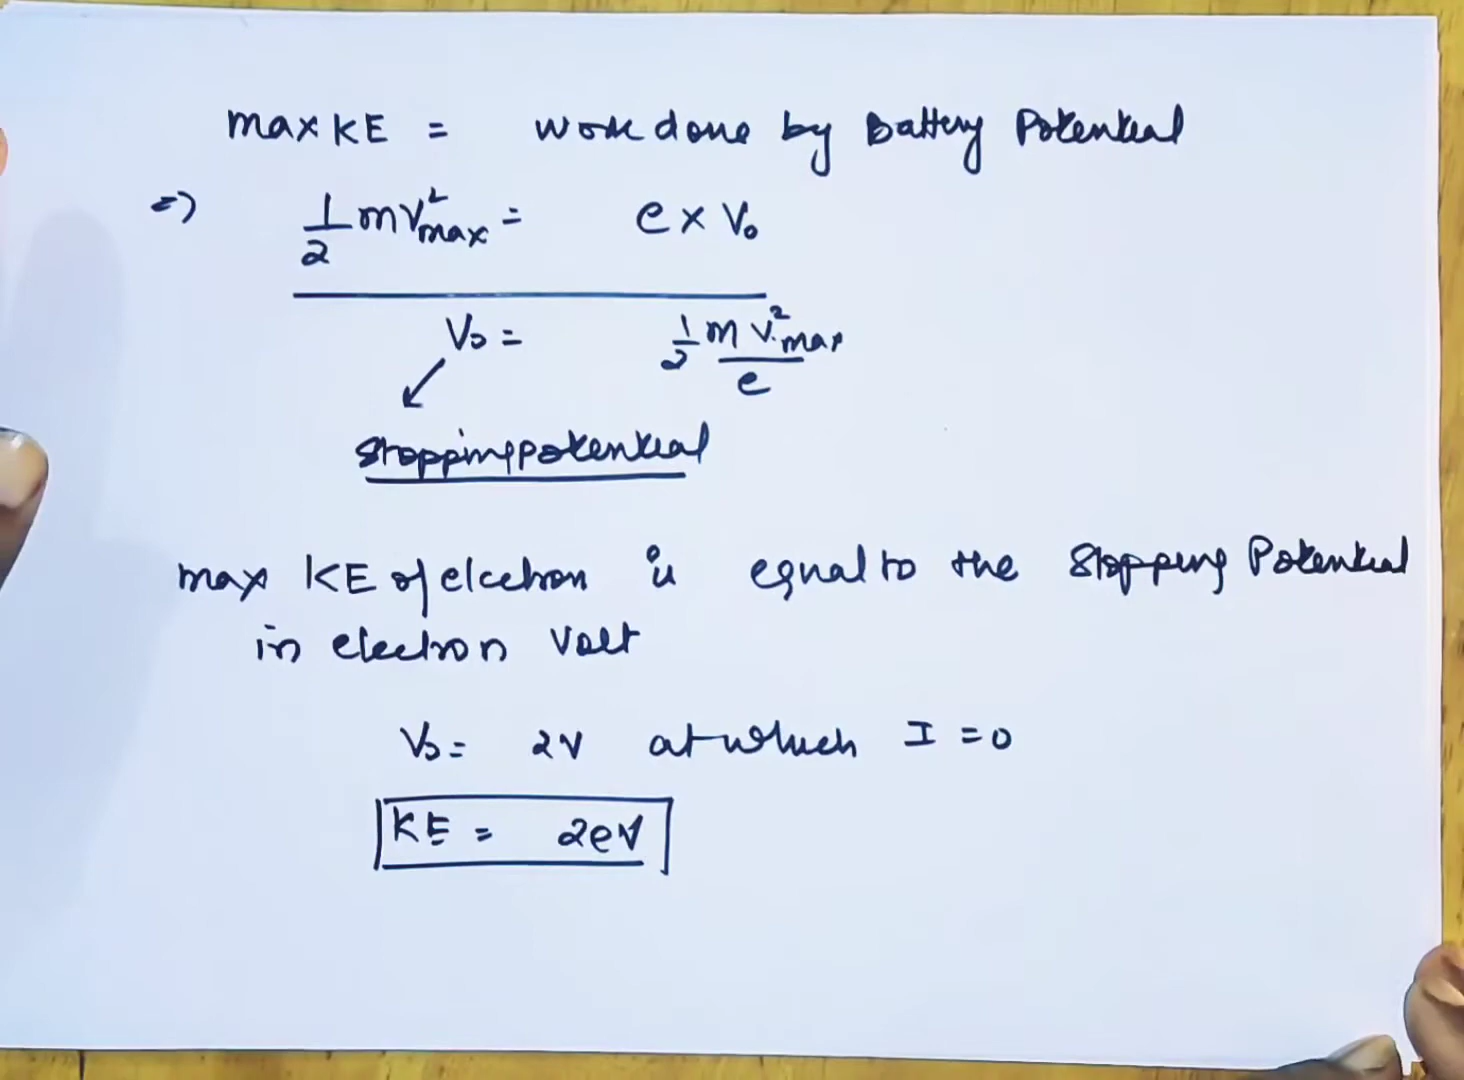 max KE = work done by Battery Potential
=> 1/2 mv²max = e × V₀
V₀ = 1/2 m v²max / e
stopping potential
max KE of electron is equal to the stopping Potential
in electron volt
V₀ = 2V at which I = 0
KE = 2eV